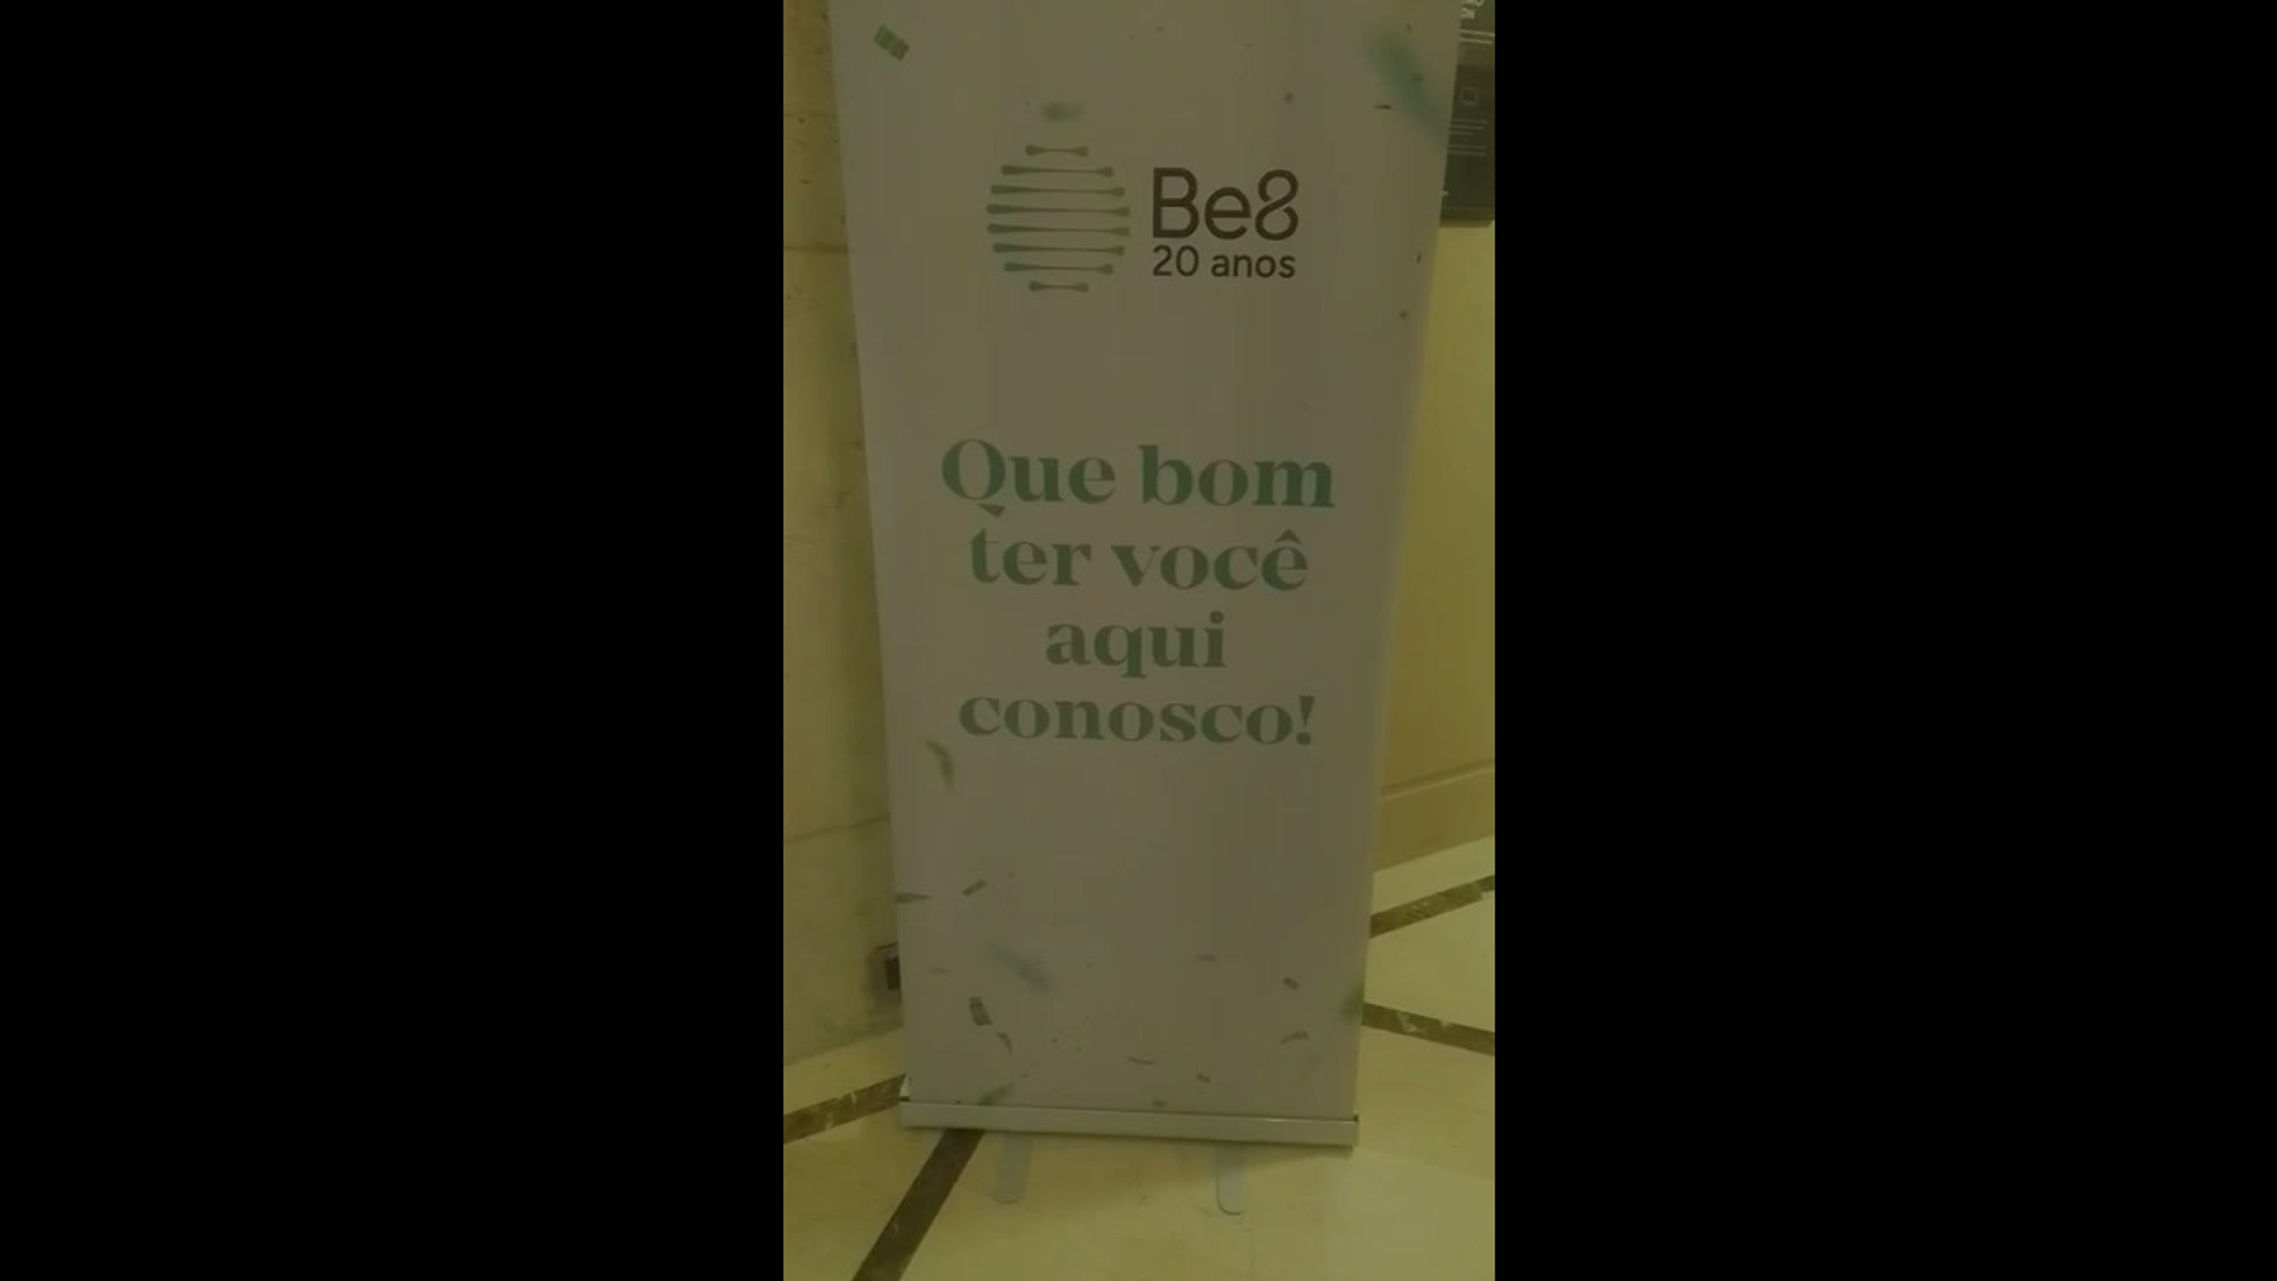 Be8
20 anos
Que bom
ter você
aqui
conosco!